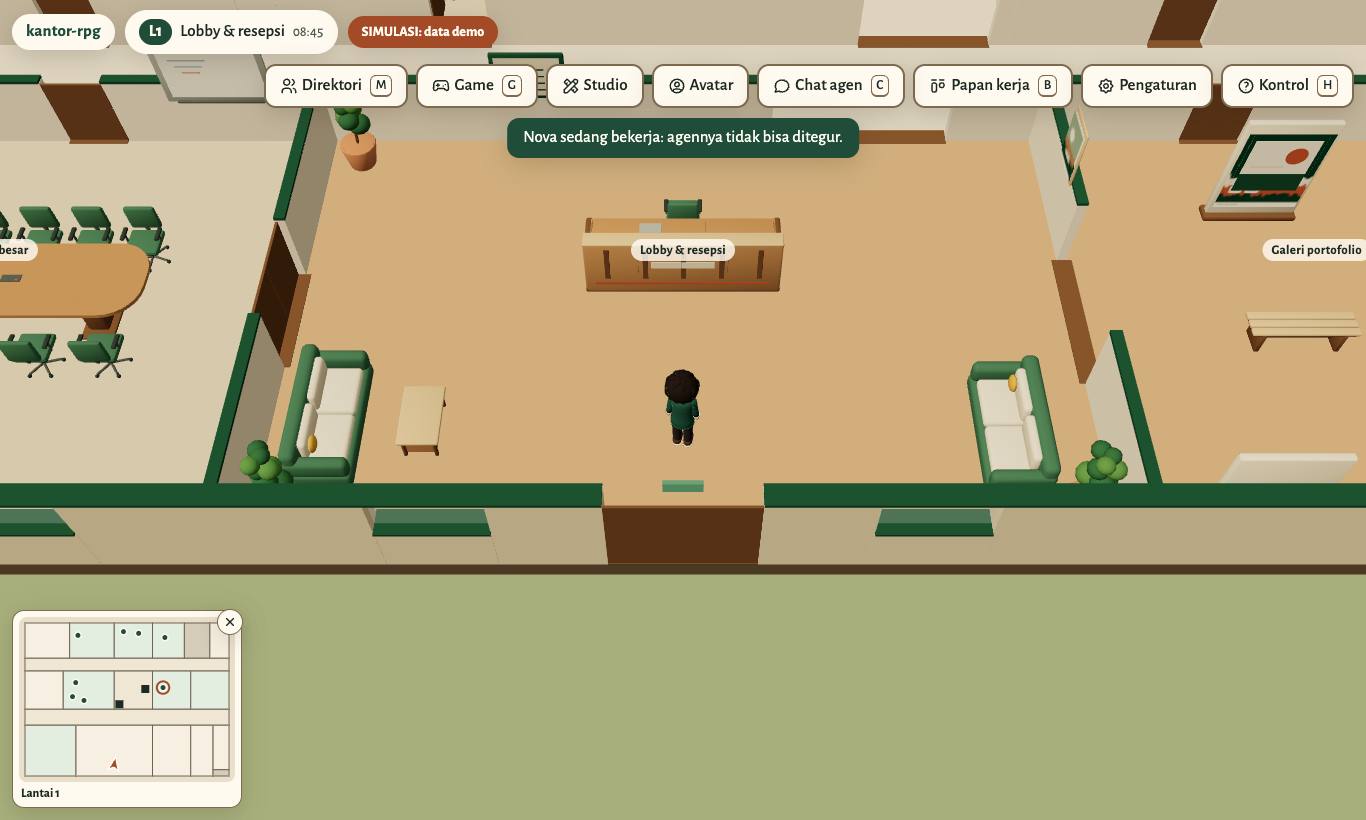 kantor-rpg
L1 Lobby & resepsi 08:45
SIMULASI: data demo
Direktori M
Game G
Studio
Avatar
Chat agen C
Papan kerja B
Pengaturan
Kontrol H
Nova sedang bekerja: agennya tidak bisa ditegur.
besar
Lobby & resepsi
Galeri portofolio
Lantai 1